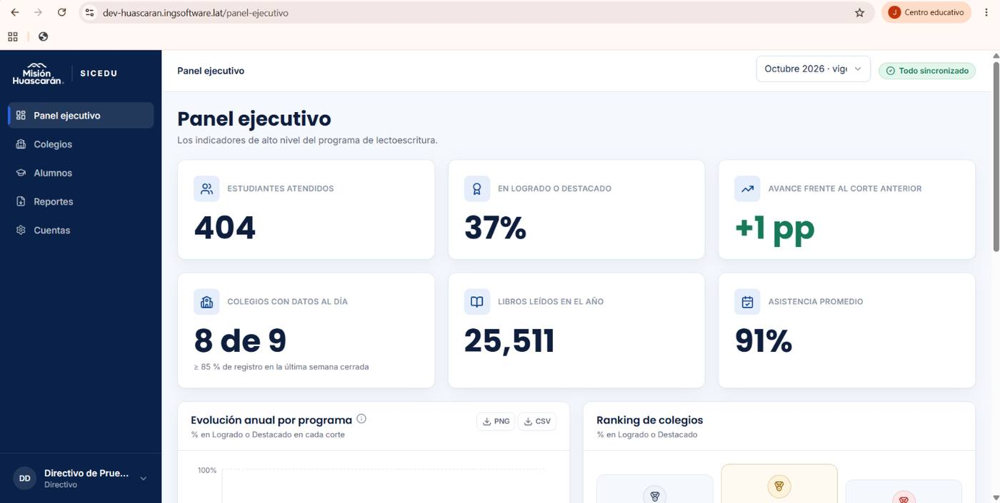 dev-huascaran.ingsoftware.lat/panel-ejecutivo
J Centro educativo
Misión
Huascarán.
SICEDU
Panel ejecutivo
Octubre 2026 ·
Todo sincronizado
Panel ejecutivo
Colegios
Alumnos
Reportes
Cuentas
Panel ejecutivo
Los indicadores de alto nivel del programa de lectoescritura.
ESTUDIANTES ATENDIDOS
404
EN LOGRADO O DESTACADO
37%
AVANCE FRENTE AL CORTE ANTERIOR
+1 pp
COLEGIOS CON DATOS AL DÍA
8 de 9
≥ 85 % de registro en la última semana cerrada
LIBROS LEÍDOS EN EL AÑO
25,511
ASISTENCIA PROMEDIO
91%
Evolución anual por programa
% en Logrado o Destacado en cada corte
PNG
CSV
100%
Ranking de colegios
% en Logrado o Destacado
DD
Directivo de Prue...
Directivo